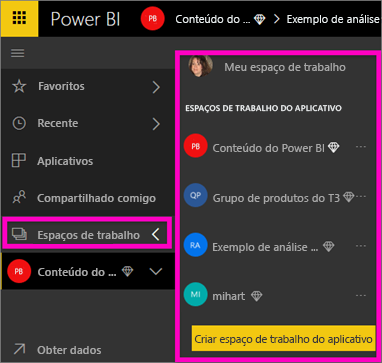 Power BI
PB Conteúdo do ... Exemplo de análise
Favoritos
Recente
Aplicativos
Compartilhado comigo
Espaços de trabalho
PB Conteúdo do ...
Obter dados
Meu espaço de trabalho
ESPAÇOS DE TRABALHO DO APLICATIVO
PB Conteúdo do Power BI ...
QP Grupo de produtos do T3 ...
RA Exemplo de análise ... ...
MI mihart ...
Criar espaço de trabalho do aplicativo